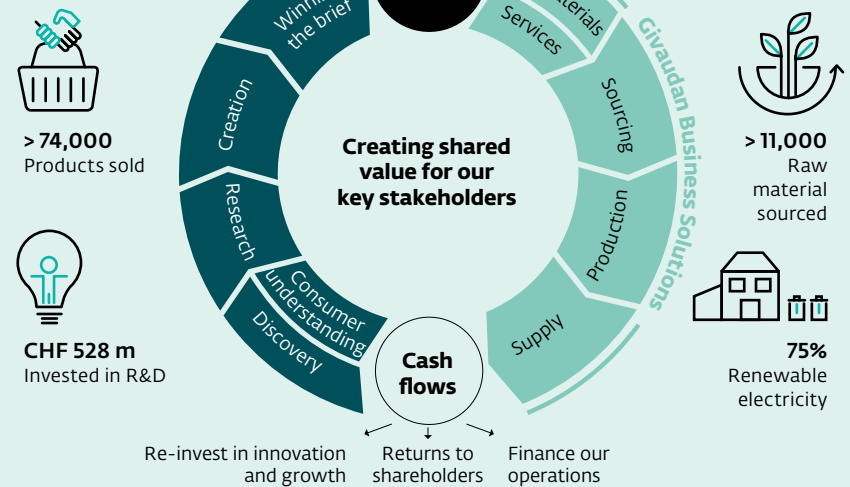 Winning
the brief
Creation
Research
Consumer
understanding
Discovery
Services
Sourcing
Production
Supply
Givaudan Business Solutions
Creating shared
value for our
key stakeholders
> 74,000
Products sold
CHF 528 m
Invested in R&D
> 11,000
Raw
material
sourced
75%
Renewable
electricity
Cash
flows
Re-invest in innovation
and growth
Returns to
shareholders
Finance our
operations